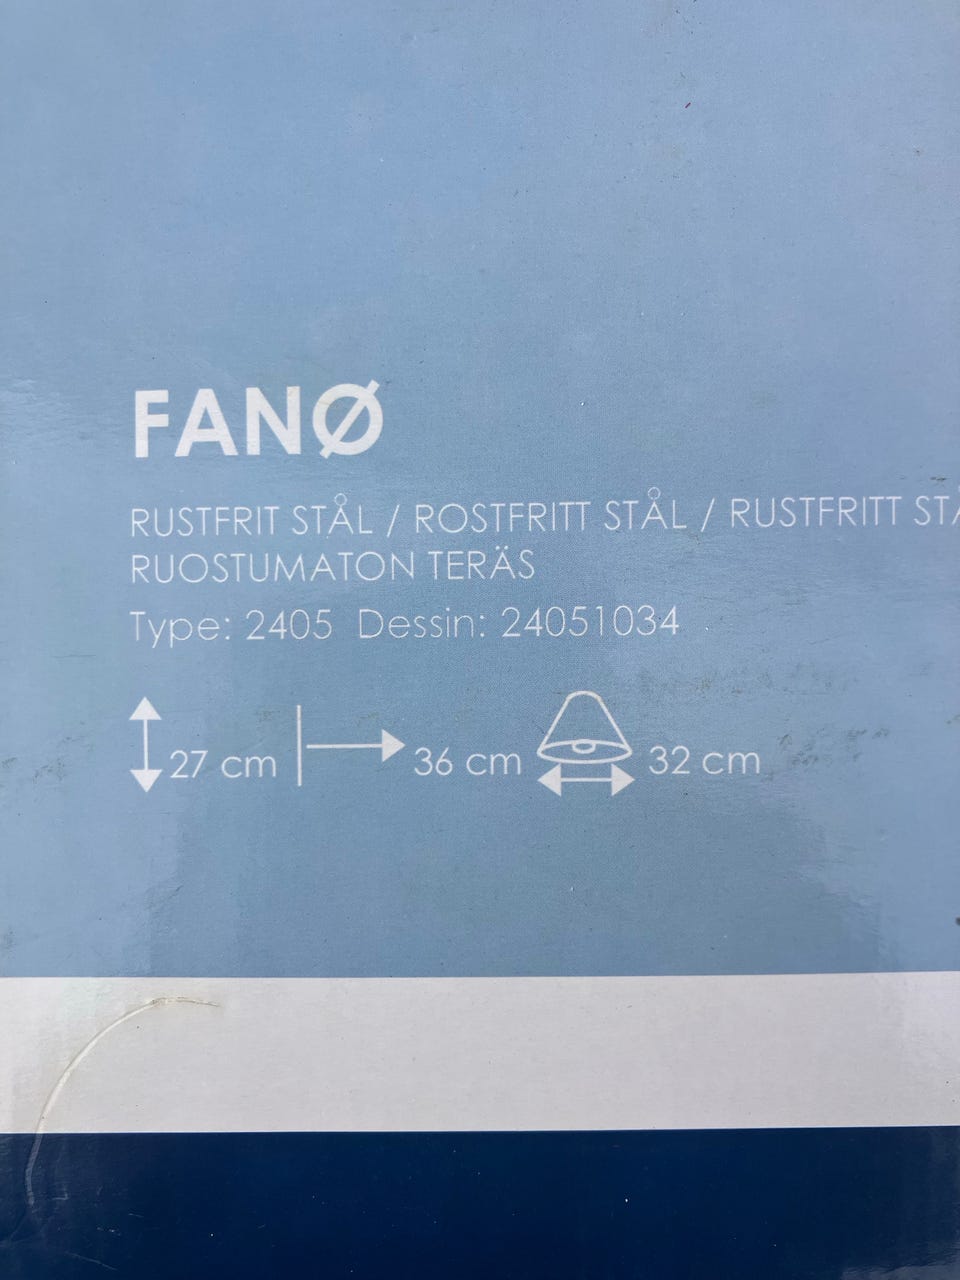 FANØ
RUSTFRIT STÅL / ROSTFRITT STÅL / RUSTFRITT
RUOSTUMATON TERÄS
Type: 2405 Dessin: 24051034
27 cm 36 cm 32 cm